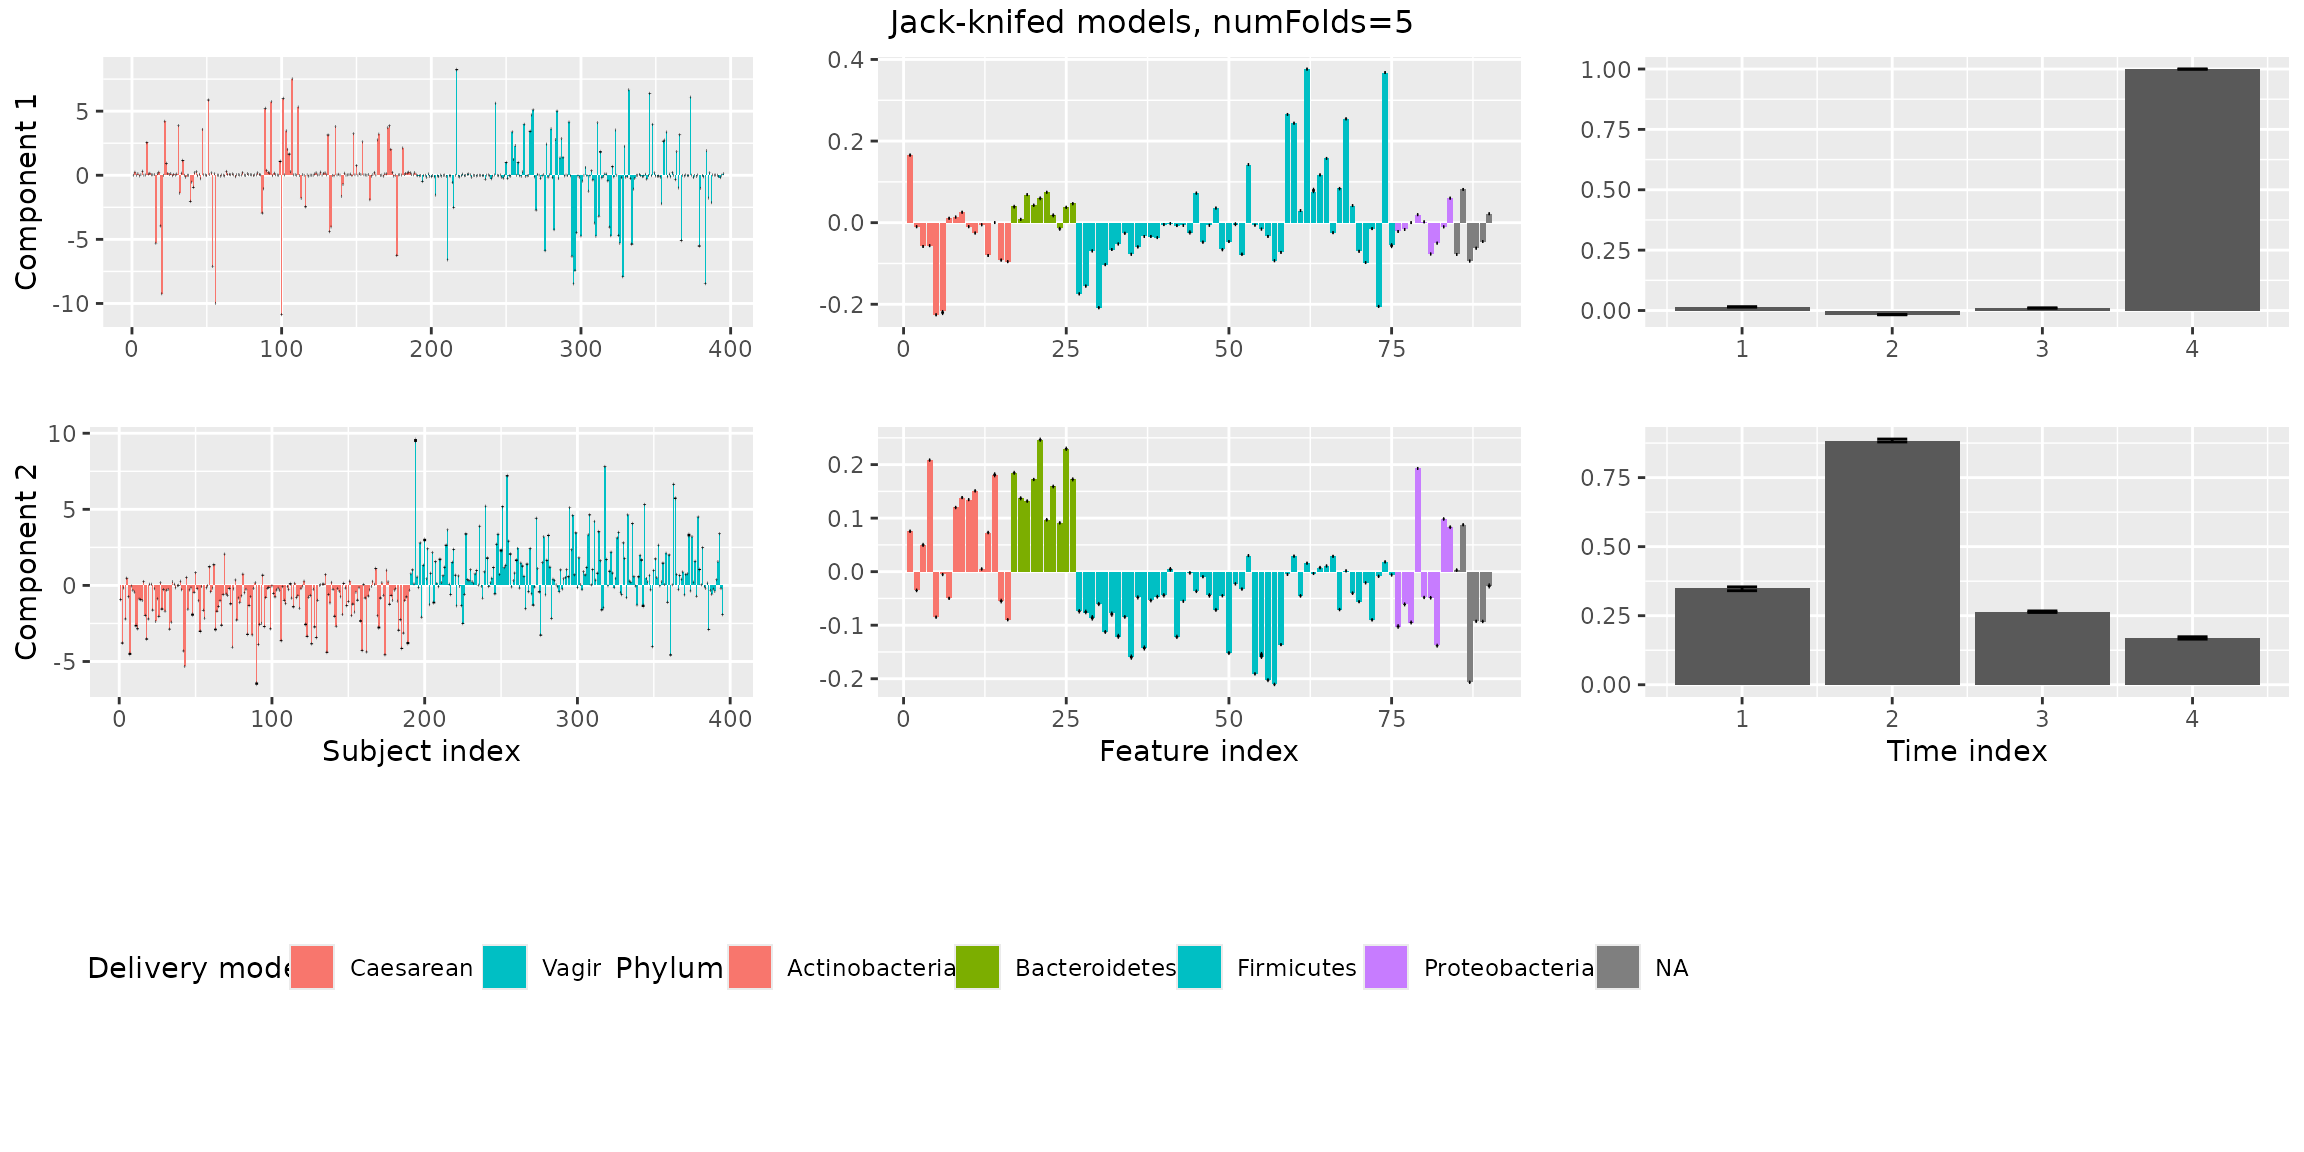 Jack-knifed models, numFolds=5
Component 1
5
0
-5
-10
0 100 200 300 400
0.4
0.2
0.0
-0.2
0 25 50 75
1.00
0.75
0.50
0.25
0.00
1 2 3 4
Component 2
10
5
0
-5
0 100 200 300 400
Subject index
0.2
0.1
0.0
-0.1
-0.2
0 25 50 75
Feature index
0.75
0.50
0.25
0.00
1 2 3 4
Time index
Delivery mode Caesarean Vagir Phylum Actinobacteria Bacteroidetes Firmicutes Proteobacteria NA